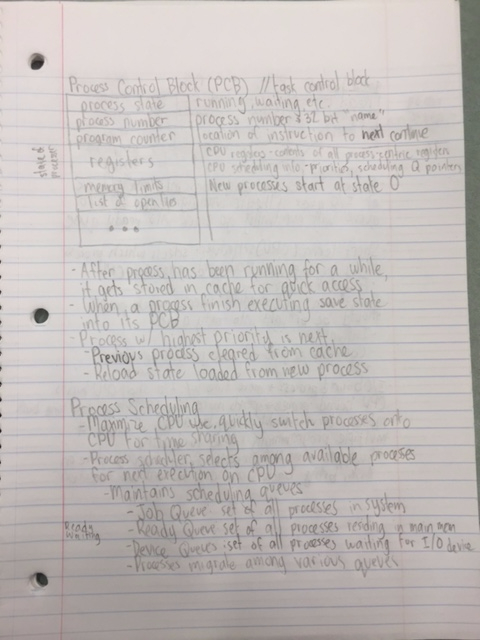 Process Control Block (PCB) // task control block
process state running, waiting, etc.
process number process number & 32 bit "name"
program counter ocation of instruction to next continue
state of
registers CPU registers - contents of all process-centric registers
CPU scheduling info - priorities, scheduling Q pointers
memory limits New processes start at state 0
list of open files
...
- After process has been running for a while,
it gets stored in cache for quick access
- When a process finish executing save state
into its PCB
- Process w/ highest priority is next
- Previous process cleared from cache
- Reload state loaded from new process
Process Scheduling
- Maximize CPU use, quickly switch processes onto
CPU for time sharing
- Process scheduler, selects among available processes
for next execution on CPU
- Maintains scheduling queues
- Job Queue set of all processes in system
Ready - Ready Queue set of all processes residing in main mem
Waiting - Device Queues: set of all processes waiting for I/O device
- Processes migrate among various queues